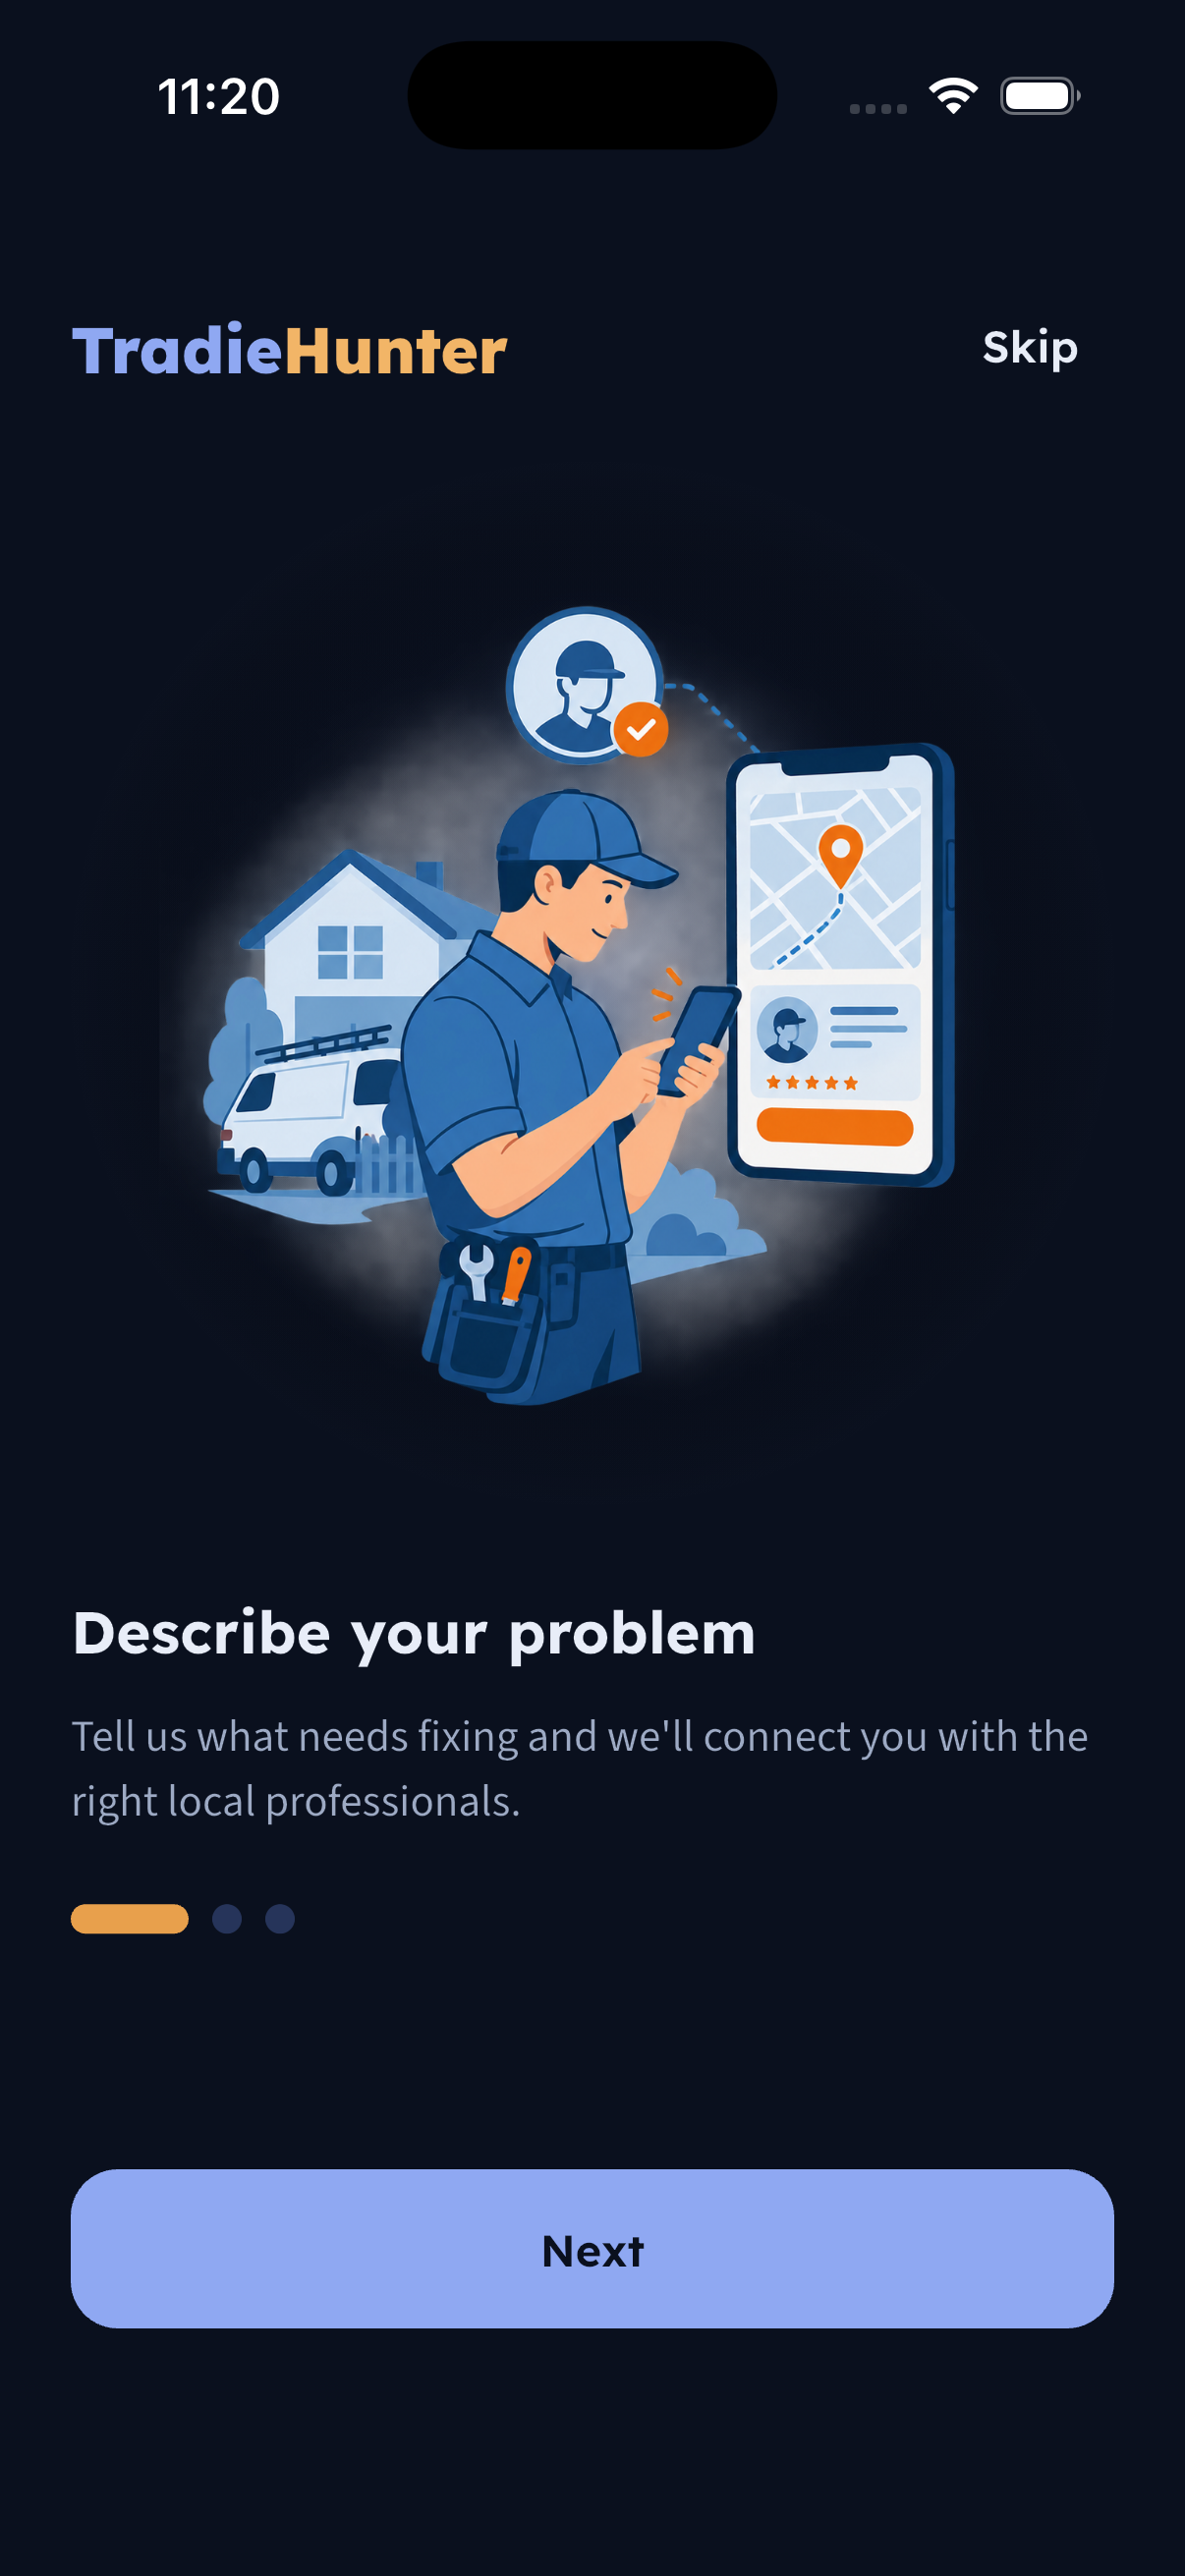 11:20
TradieHunter
Skip
Describe your problem
Tell us what needs fixing and we'll connect you with the
right local professionals.
Next